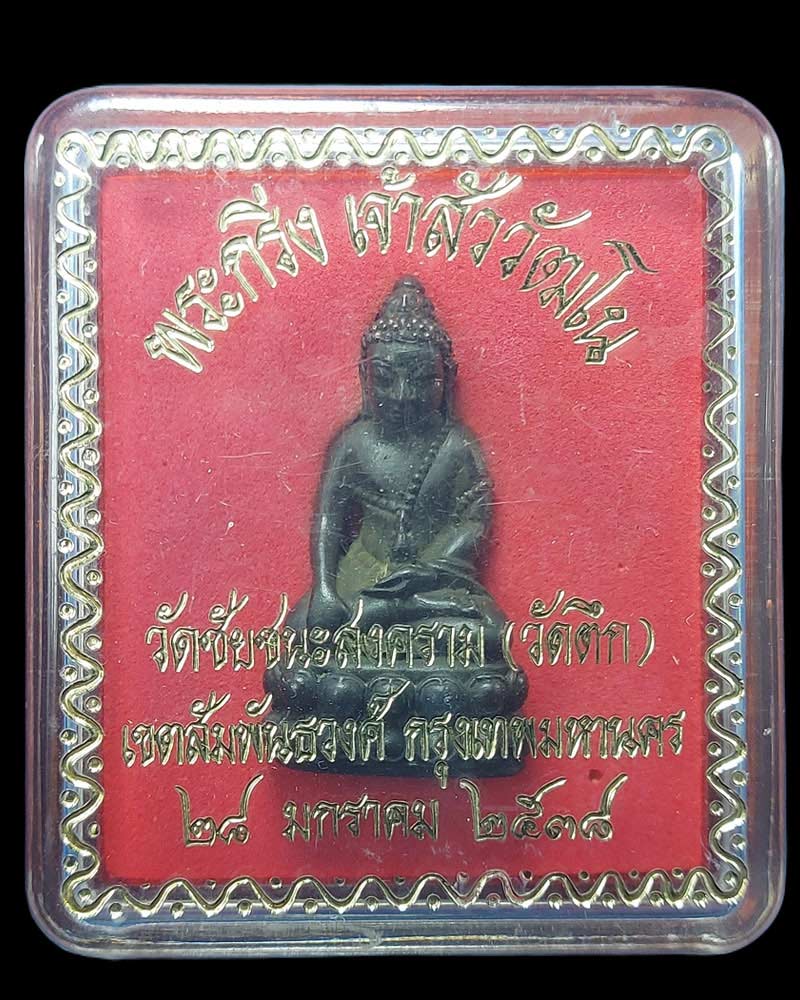 พระกริ่ง เจ้าสัววัฒโน
วัดชัยชนะสงคราม (วัดตึก)
เขตสัมพันธวงศ์ กรุงเทพมหานคร
๒๘ มกราคม ๒๕๓๘